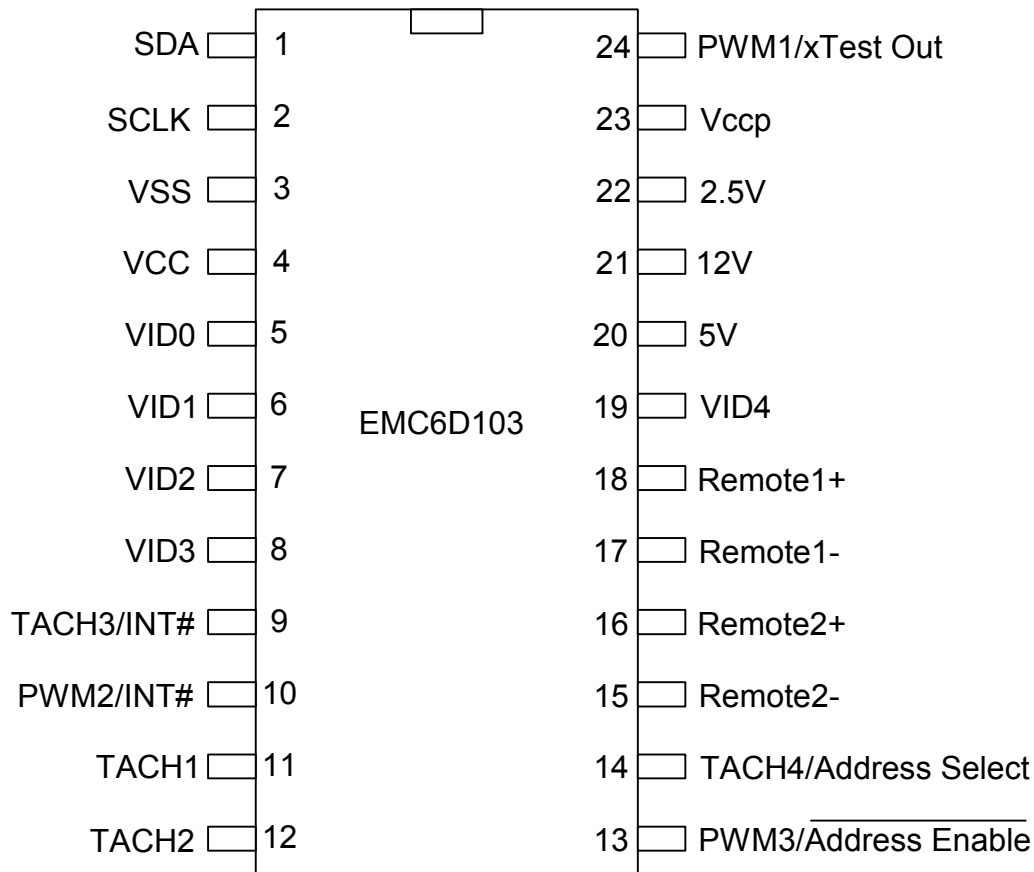 SDA 1 24 PWM1/xTest Out
SCLK 2 23 Vccp
VSS 3 22 2.5V
VCC 4 21 12V
VID0 5 20 5V
VID1 6 19 VID4
EMC6D103
VID2 7 18 Remote1+
VID3 8 17 Remote1-
TACH3/INT# 9 16 Remote2+
PWM2/INT# 10 15 Remote2-
TACH1 11 14 TACH4/Address Select
TACH2 12 13 PWM3/Address Enable